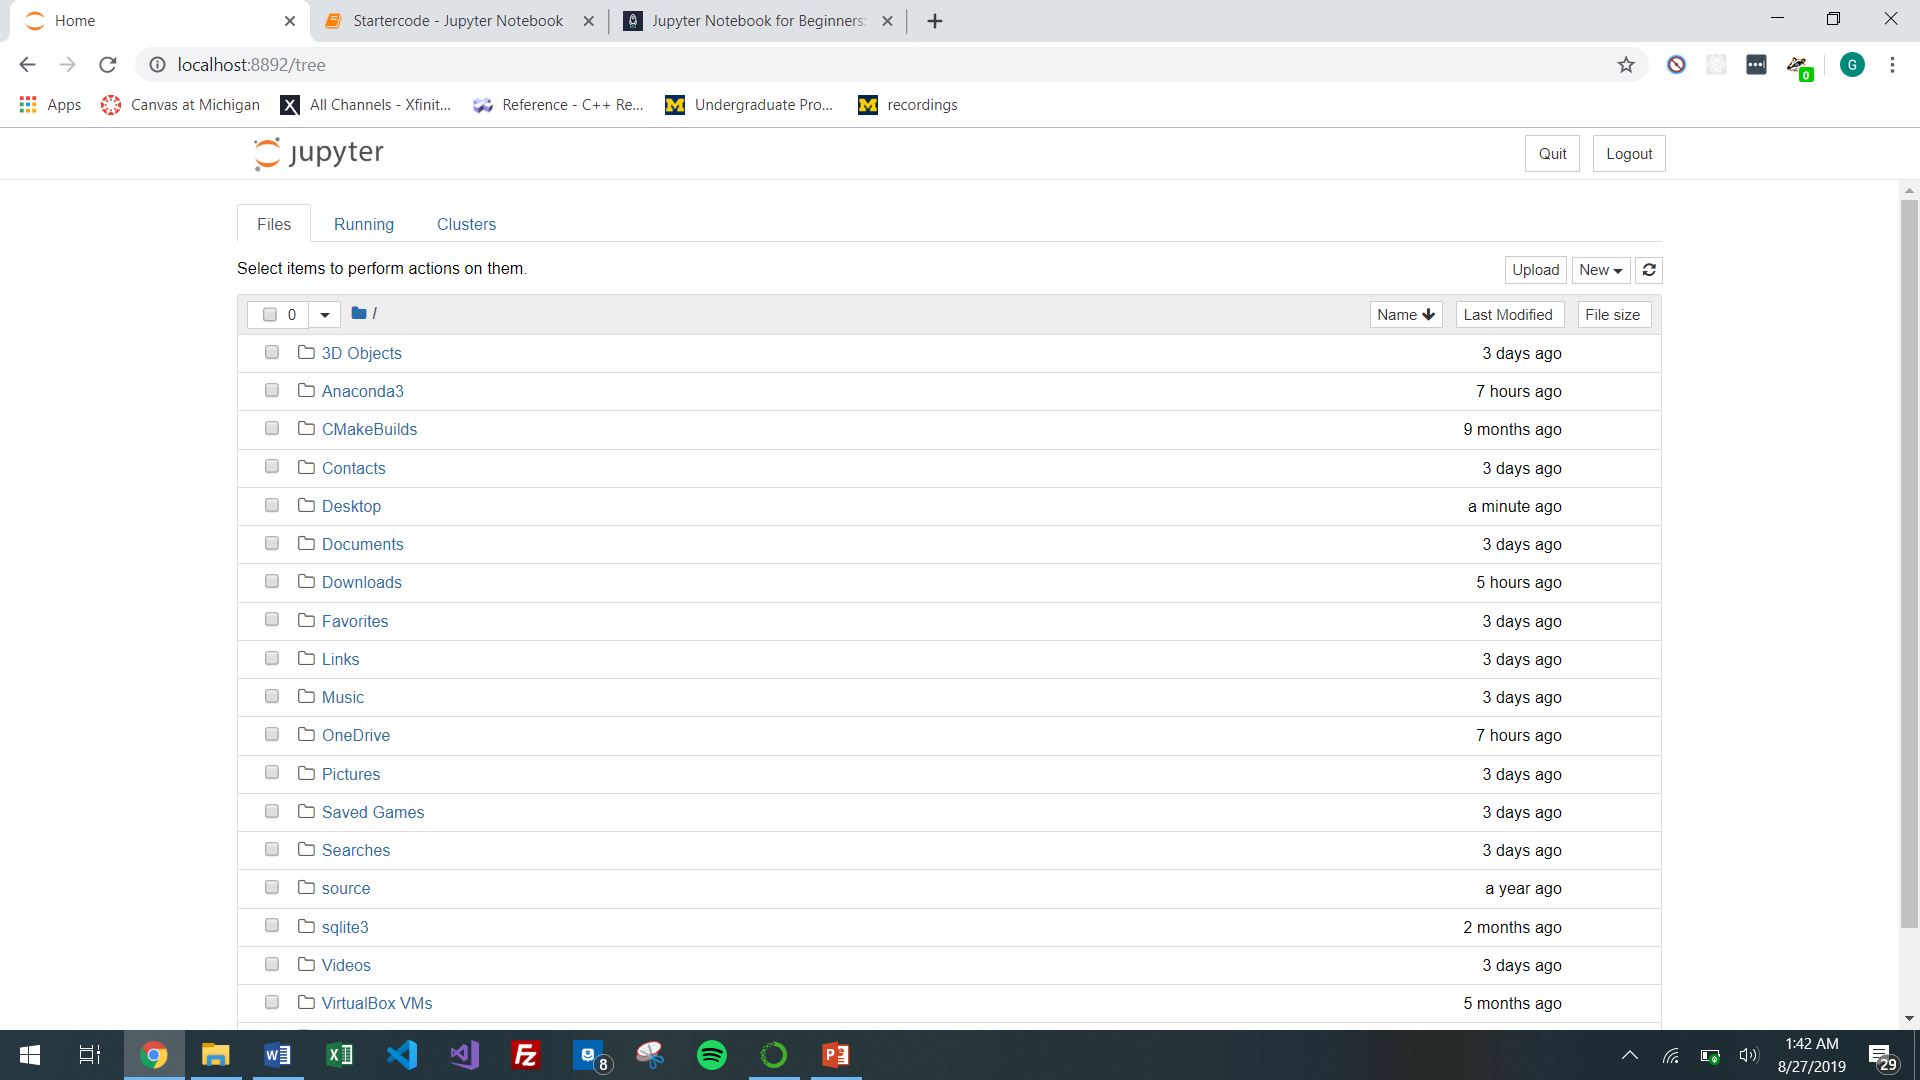 Home
Startercode - Jupyter Notebook
Jupyter Notebook for Beginners:
localhost:8892/tree
0
G
Apps
Canvas at Michigan
X
All Channels - Xfinit...
Reference - C++ Re...
M
Undergraduate Pro...
M
recordings
jupyter
Quit
Logout
Files
Running
Clusters
Select items to perform actions on them.
Upload
New
0
/
Name
Last Modified
File size
3D Objects
3 days ago
Anaconda3
7 hours ago
CMakeBuilds
9 months ago
Contacts
3 days ago
Desktop
a minute ago
Documents
3 days ago
Downloads
5 hours ago
Favorites
3 days ago
Links
3 days ago
Music
3 days ago
OneDrive
7 hours ago
Pictures
3 days ago
Saved Games
3 days ago
Searches
3 days ago
source
a year ago
sqlite3
2 months ago
Videos
3 days ago
VirtualBox VMs
5 months ago
W
X
Fz
8
P
1:42 AM
8/27/2019
29